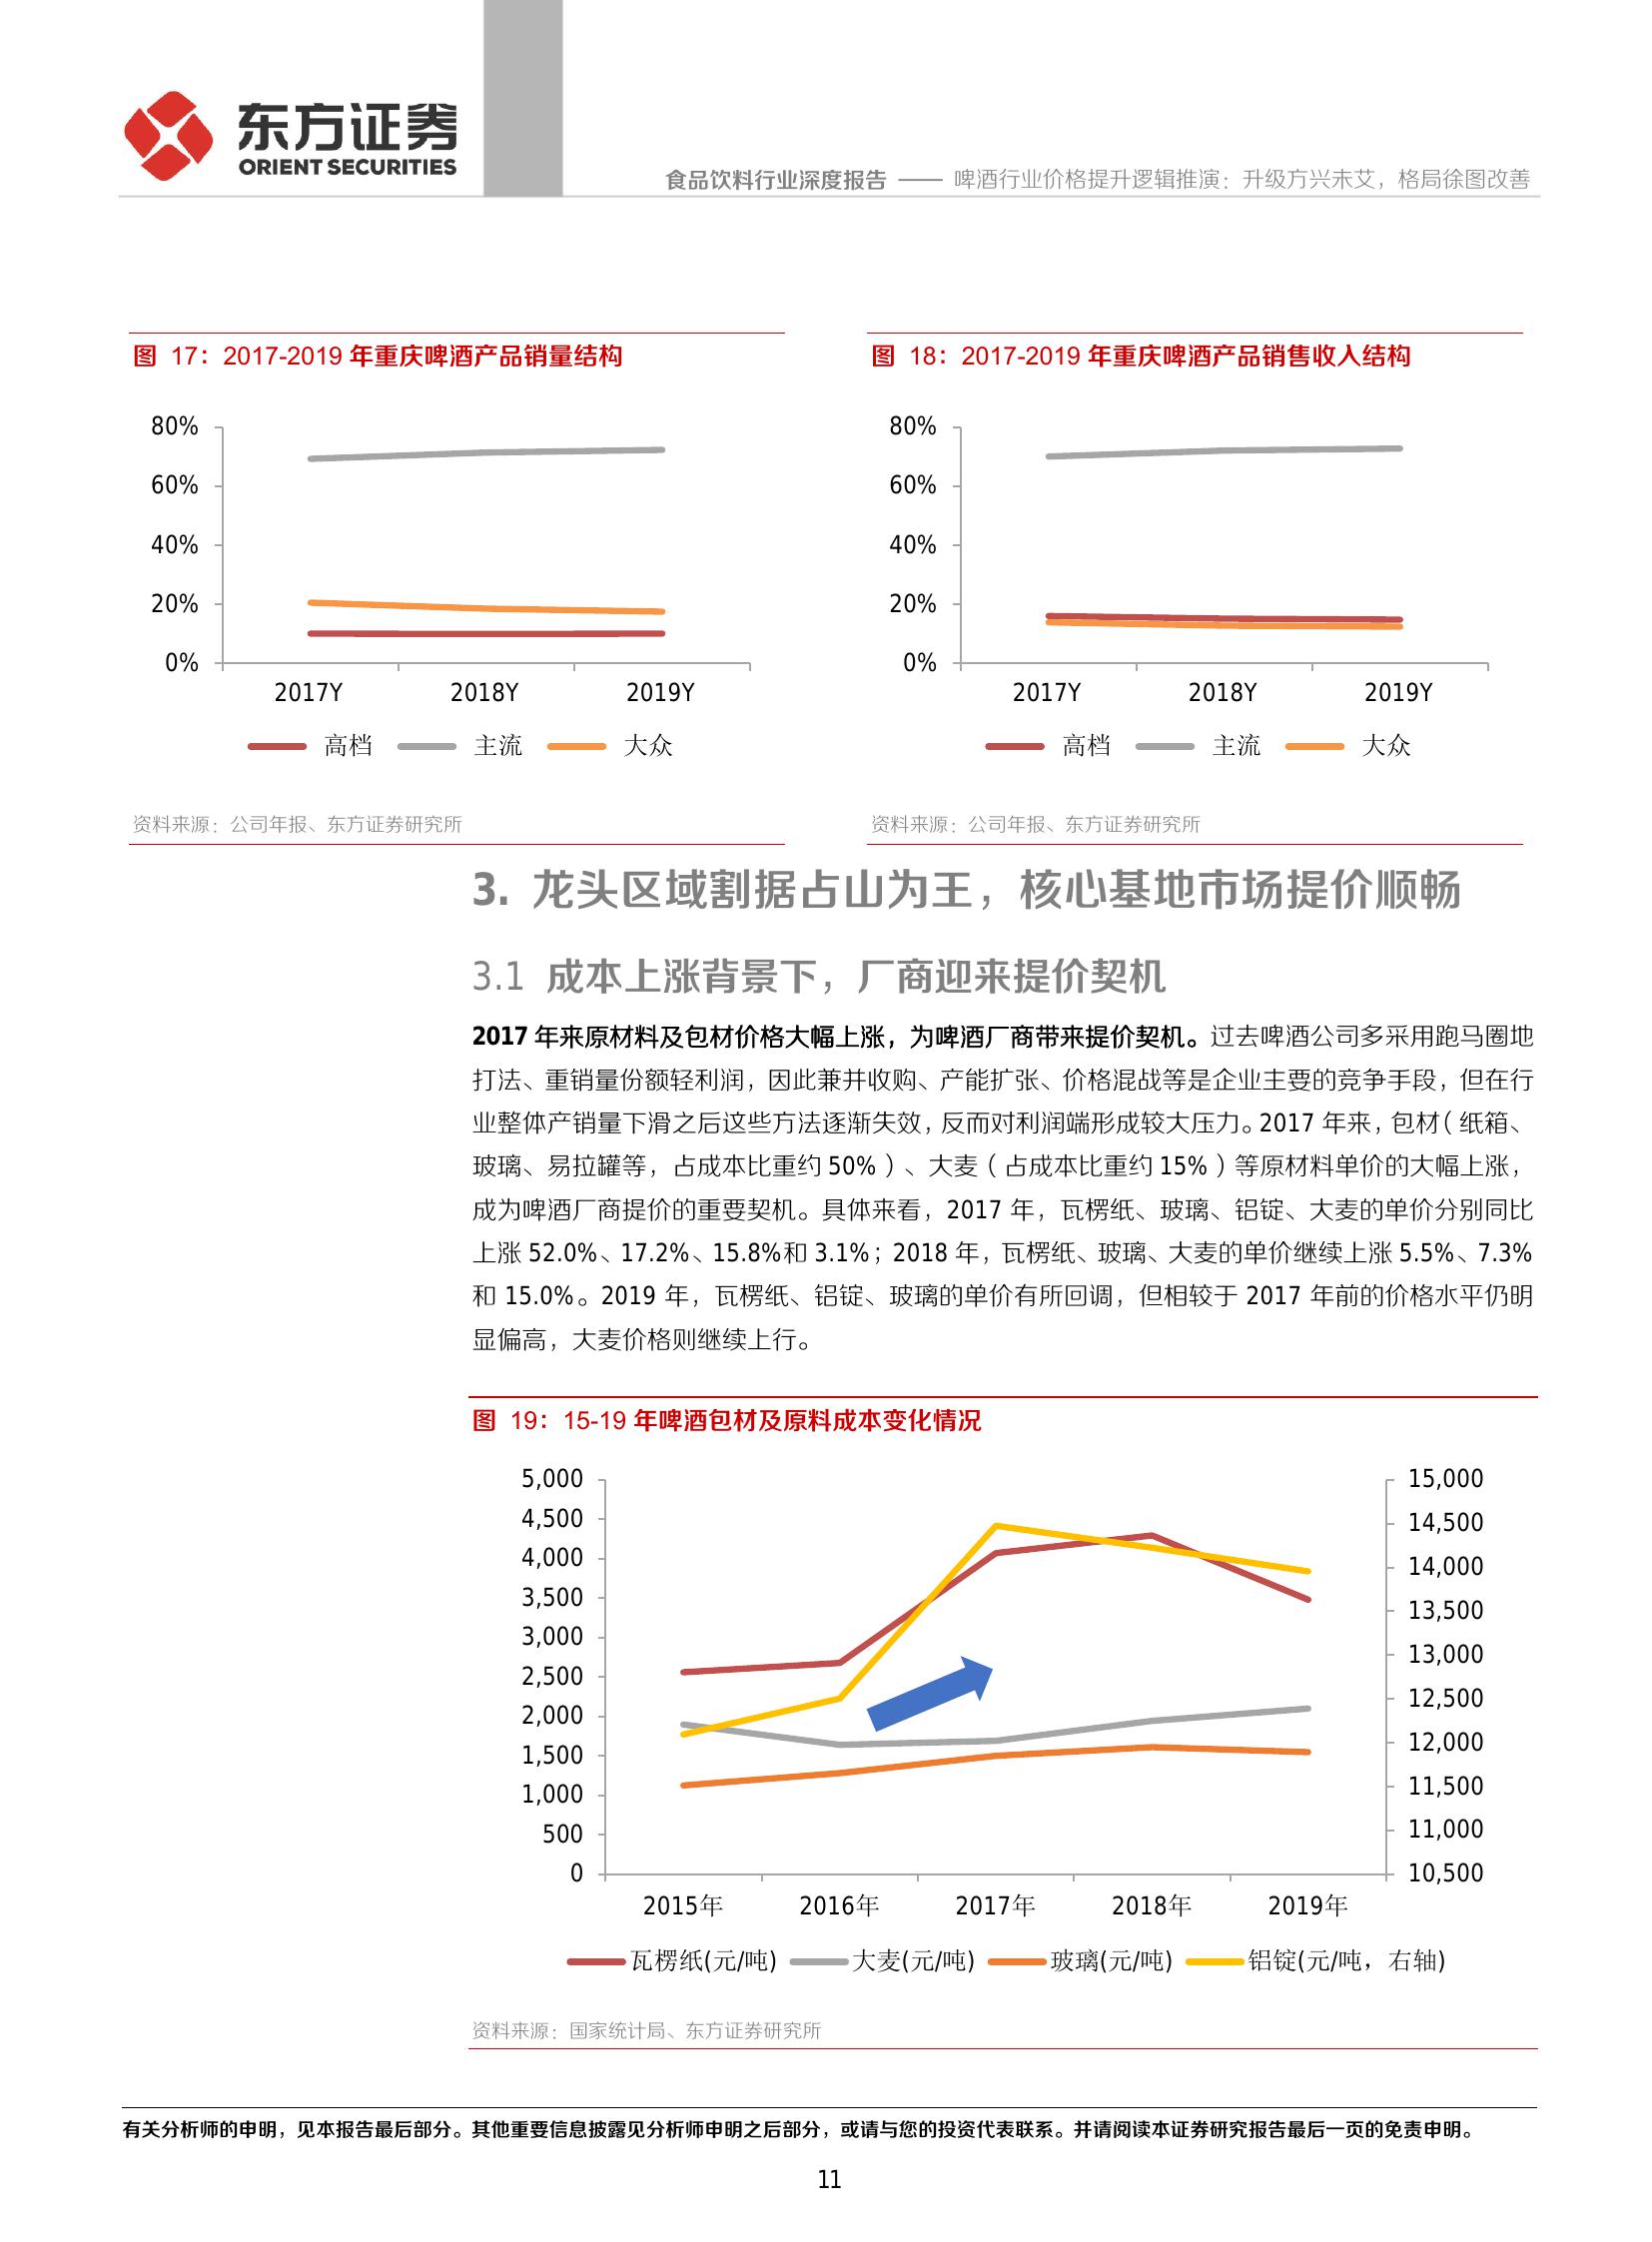 东方证券
ORIENT SECURITIES
食品饮料行业深度报告 —— 啤酒行业价格提升逻辑推演：升级方兴未艾，格局徐图改善
图 17：2017-2019 年重庆啤酒产品销量结构
80%
60%
40%
20%
0%
2017Y 2018Y 2019Y
高档 主流 大众
资料来源：公司年报、东方证券研究所
图 18：2017-2019 年重庆啤酒产品销售收入结构
80%
60%
40%
20%
0%
2017Y 2018Y 2019Y
高档 主流 大众
资料来源：公司年报、东方证券研究所
3. 龙头区域割据占山为王，核心基地市场提价顺畅
3.1 成本上涨背景下，厂商迎来提价契机
2017 年来原材料及包材价格大幅上涨，为啤酒厂商带来提价契机。过去啤酒公司多采用跑马圈地
打法、重销量份额轻利润，因此兼并收购、产能扩张、价格混战等是企业主要的竞争手段，但在行
业整体产销量下滑之后这些方法逐渐失效，反而对利润端形成较大压力。2017 年来，包材（纸箱、
玻璃、易拉罐等，占成本比重约 50%）、大麦（占成本比重约 15%）等原材料单价的大幅上涨，
成为啤酒厂商提价的重要契机。具体来看，2017 年，瓦楞纸、玻璃、铝锭、大麦的单价分别同比
上涨 52.0%、17.2%、15.8%和 3.1%；2018 年，瓦楞纸、玻璃、大麦的单价继续上涨 5.5%、7.3%
和 15.0%。2019 年，瓦楞纸、铝锭、玻璃的单价有所回调，但相较于 2017 年前的价格水平仍明
显偏高，大麦价格则继续上行。
图 19：15-19 年啤酒包材及原料成本变化情况
5,000
4,500
4,000
3,500
3,000
2,500
2,000
1,500
1,000
500
0
15,000
14,500
14,000
13,500
13,000
12,500
12,000
11,500
11,000
10,500
2015年 2016年 2017年 2018年 2019年
瓦楞纸(元/吨) 大麦(元/吨) 玻璃(元/吨) 铝锭(元/吨，右轴)
资料来源：国家统计局、东方证券研究所
有关分析师的申明，见本报告最后部分。其他重要信息披露见分析师申明之后部分，或请与您的投资代表联系。并请阅读本证券研究报告最后一页的免责申明。
11